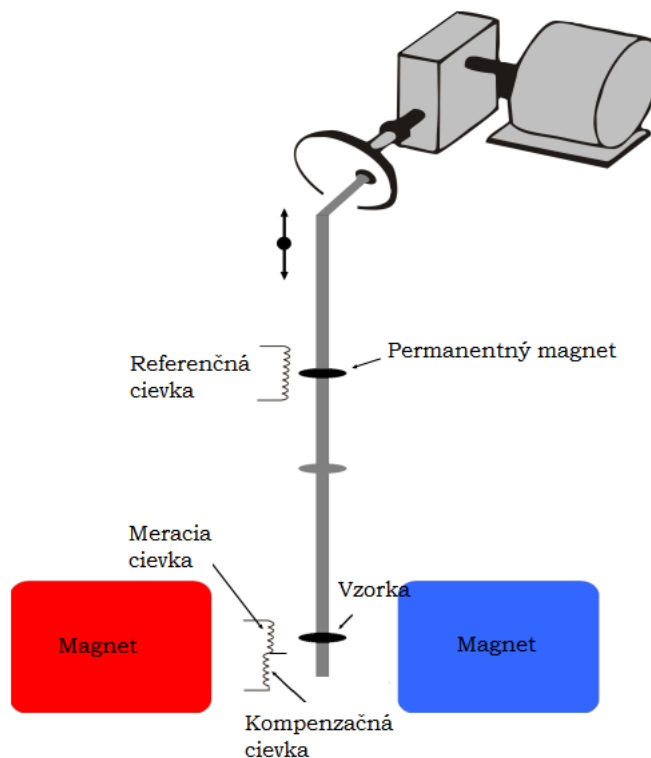 Permanentný magnet
Referenčná
cievka
Meracia
cievka
Vzorka
Magnet
Magnet
Kompenzačná
cievka